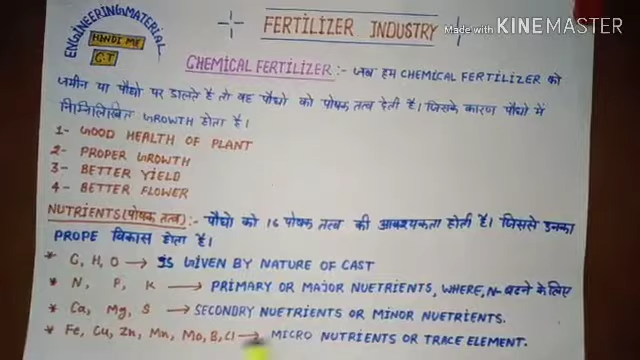 ENGINEERING MATERIAL
HINDI ME
C.T
FERTILIZER INDUSTRY
Made with KINEMASTER
CHEMICAL FERTILIZER :- जब हम CHEMICAL FERTILIZER को
जमीन या पौधो पर डालते है तो वह पौधो को पोषक तत्व देती है। जिसके कारण पौधो में
निम्नलिखित GROWTH होता है।
1- GOOD HEALTH OF PLANT
2- PROPER GROWTH
3- BETTER YIELD
4- BETTER FLOWER
NUTRIENTS (पोषक तत्व) :- पौधो को 16 पोषक तत्व की आवश्यकता होती है। जिससे इनका
PROPE विकास होता है।
* C, H, O → IS GIVEN BY NATURE OF CAST
* N, P, K → PRIMARY OR MAJOR NUETRIENTS, WHERE, N- बढने के लिए
* Ca, Mg, S → SECONDRY NUETRIENTS OR MINOR NUETRIENTS.
* Fe, Cu, Zn, Mn, Mo, B, Cl → MICRO NUTRIENTS OR TRACE ELEMENT.